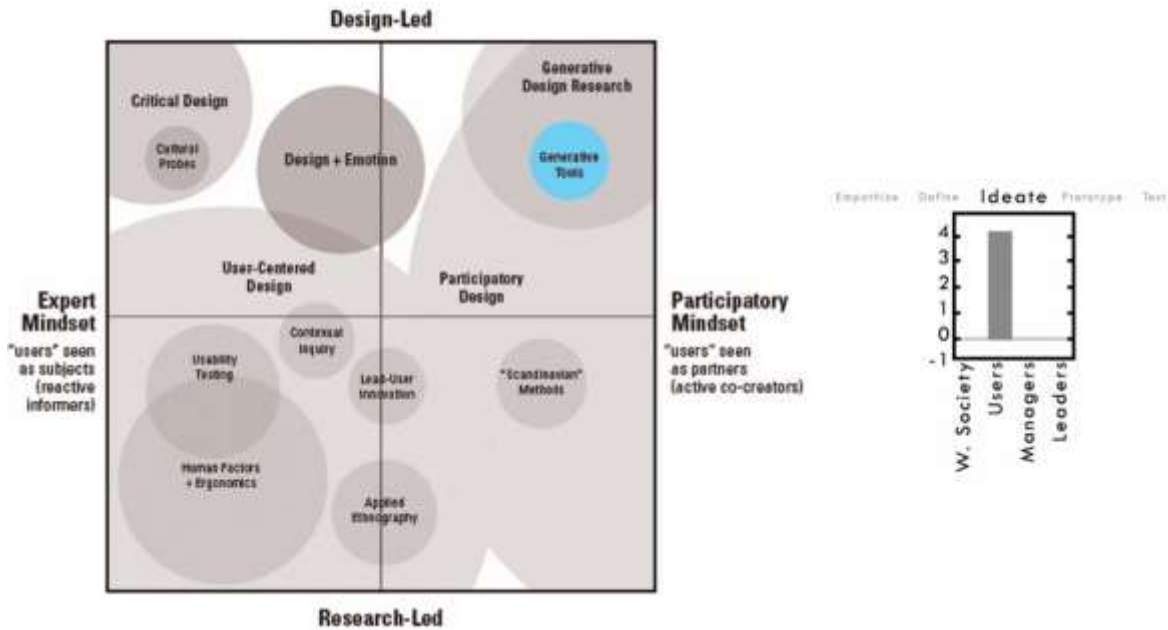 Design-Led
Generative
Design Research
Critical Design
Cultural
Probes
Design + Emotion
Generative
Tools
User-Centered
Design
Participatory
Design
Expert
Mindset
"users" seen
as subjects
(reactive
informers)
Participatory
Mindset
"users" seen
as partners
(active co-creators)
Contexual
Inquiry
Usability
Testing
Lead-User
Innovation
"Scandinavian"
Methods
Human Factors
+ Ergonomics
Applied
Ethnography
Research-Led
Empathise Define Ideate Prototype Test
4
3
2
1
0
-1
W. Society
Users
Managers
Leaders